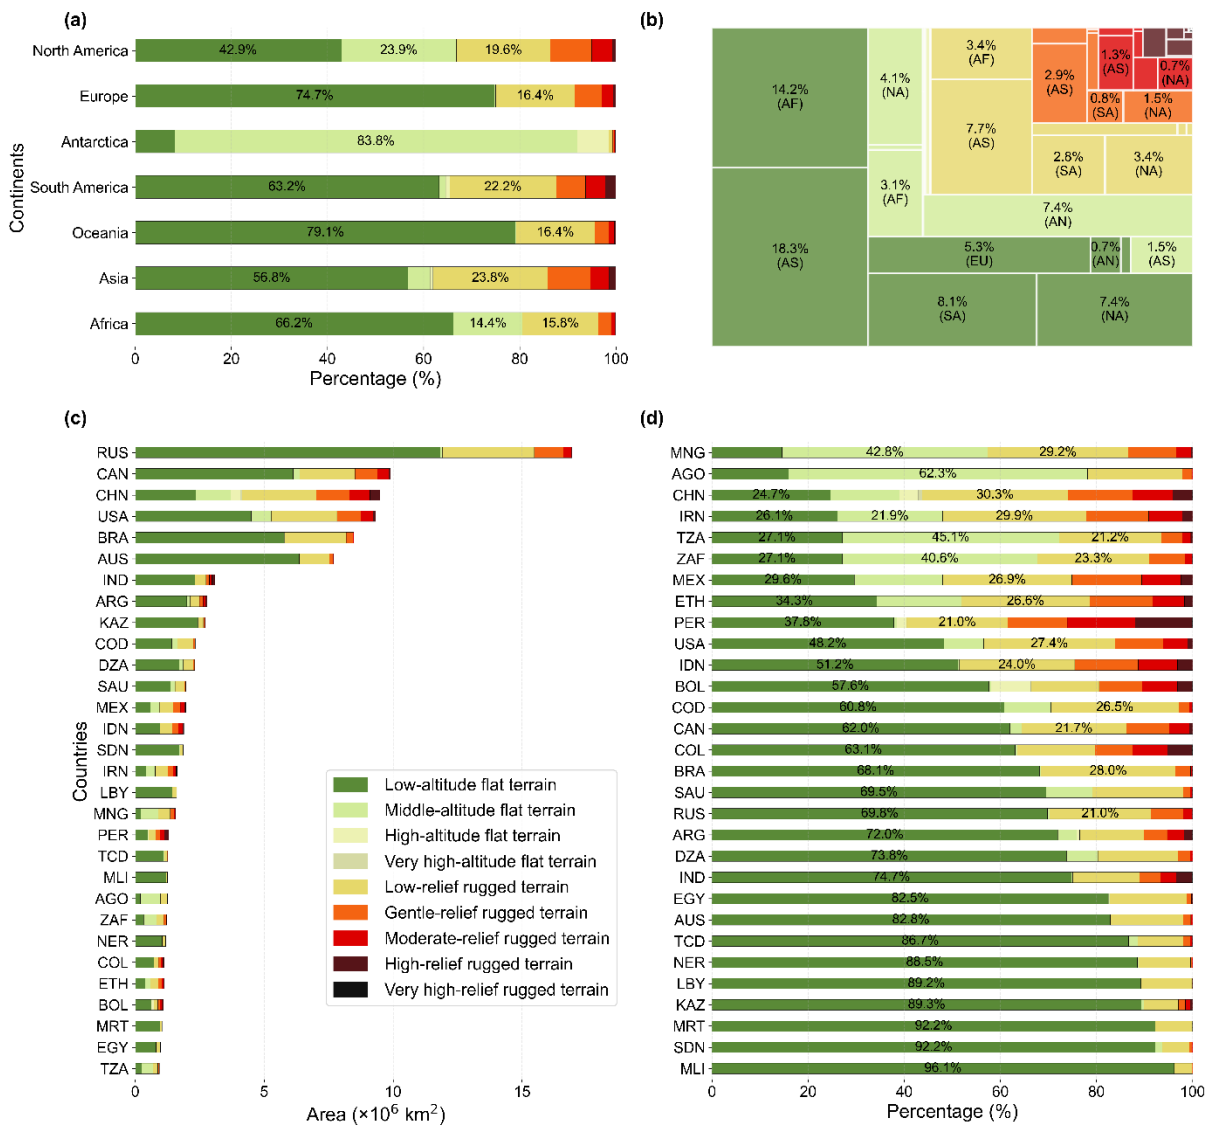 (a)
North America
42.9%
23.9%
19.6%
Europe
74.7%
16.4%
Antarctica
83.8%
South America
63.2%
22.2%
Oceania
79.1%
16.4%
Asia
56.8%
23.8%
Africa
66.2%
14.4%
15.8%
0 20 40 60 80 100
Percentage (%)
Continents
(b)
14.2%
(AF)
18.3%
(AS)
4.1%
(NA)
3.1%
(AF)
3.4%
(AF)
7.7%
(AS)
2.9%
(AS)
1.3%
(AS)
0.7%
(NA)
0.8%
(SA)
1.5%
(NA)
2.8%
(SA)
3.4%
(NA)
7.4%
(AN)
5.3%
(EU)
0.7%
(AN)
1.5%
(AS)
8.1%
(SA)
7.4%
(NA)
(c)
RUS
CAN
CHN
USA
BRA
AUS
IND
ARG
KAZ
COD
DZA
SAU
MEX
IDN
SDN
IRN
LBY
MNG
PER
TCD
MLI
AGO
ZAF
NER
COL
ETH
BOL
MRT
EGY
TZA
0 5 10 15
Area (×10⁶ km²)
Countries
Low-altitude flat terrain
Middle-altitude flat terrain
High-altitude flat terrain
Very high-altitude flat terrain
Low-relief rugged terrain
Gentle-relief rugged terrain
Moderate-relief rugged terrain
High-relief rugged terrain
Very high-relief rugged terrain
(d)
MNG 42.8% 29.2%
AGO 62.3%
CHN 24.7% 30.3%
IRN 26.1% 21.9% 29.9%
TZA 27.1% 45.1% 21.2%
ZAF 27.1% 40.6% 23.3%
MEX 29.6% 26.9%
ETH 34.3% 26.6%
PER 37.8% 21.0%
USA 48.2% 27.4%
IDN 51.2% 24.0%
BOL 57.6%
COD 60.8% 26.5%
CAN 62.0% 21.7%
COL 63.1%
BRA 68.1% 28.0%
SAU 69.5%
RUS 69.8% 21.0%
ARG 72.0%
DZA 73.8%
IND 74.7%
EGY 82.5%
AUS 82.8%
TCD 86.7%
NER 88.5%
LBY 89.2%
KAZ 89.3%
MRT 92.2%
SDN 92.2%
MLI 96.1%
0 20 40 60 80 100
Percentage (%)